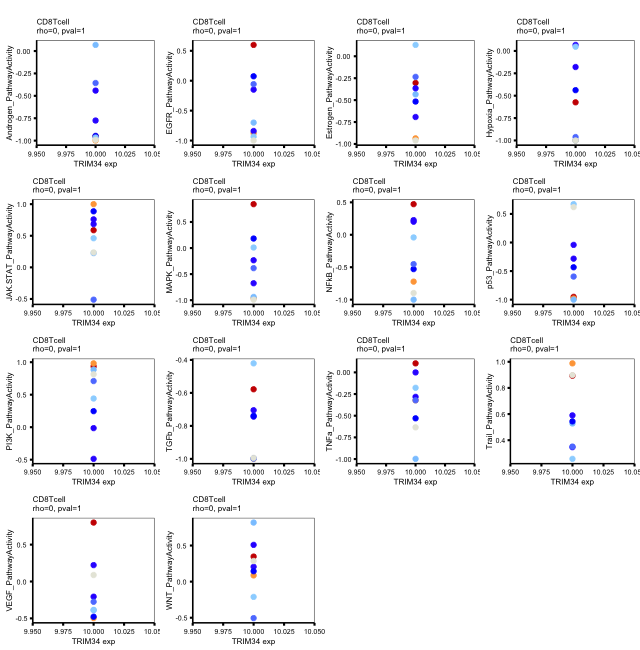 CD8Tcell
rho=0, pval=1
Androgen_PathwayActivity
0.00
-0.25
-0.50
-0.75
-1.00
9.950
9.975
10.000
10.025
10.05
TRIM34 exp
CD8Tcell
rho=0, pval=1
EGFR_PathwayActivity
0.5
0.0
-0.5
-1.0
9.950
9.975
10.000
10.025
10.05
TRIM34 exp
CD8Tcell
rho=0, pval=1
Estrogen_PathwayActivity
0.00
-0.25
-0.50
-0.75
-1.00
9.950
9.975
10.000
10.025
10.05
TRIM34 exp
CD8Tcell
rho=0, pval=1
Hypoxia_PathwayActivity
0.00
-0.25
-0.50
-0.75
-1.00
9.950
9.975
10.000
10.025
10.05
TRIM34 exp
CD8Tcell
rho=0, pval=1
JAK.STAT_PathwayActivity
1.0
0.5
0.0
-0.5
9.950
9.975
10.000
10.025
10.05
TRIM34 exp
CD8Tcell
rho=0, pval=1
MAPK_PathwayActivity
0.5
0.0
-0.5
-1.0
9.950
9.975
10.000
10.025
10.05
TRIM34 exp
CD8Tcell
rho=0, pval=1
NFkB_PathwayActivity
0.5
0.0
-0.5
-1.0
9.950
9.975
10.000
10.025
10.05
TRIM34 exp
CD8Tcell
rho=0, pval=1
p53_PathwayActivity
0.5
0.0
-0.5
-1.0
9.950
9.975
10.000
10.025
10.05
TRIM34 exp
CD8Tcell
rho=0, pval=1
PI3K_PathwayActivity
1.0
0.5
0.0
-0.5
9.950
9.975
10.000
10.025
10.05
TRIM34 exp
CD8Tcell
rho=0, pval=1
TGFb_PathwayActivity
-0.4
-0.6
-0.8
-1.0
9.950
9.975
10.000
10.025
10.05
TRIM34 exp
CD8Tcell
rho=0, pval=1
TNFa_PathwayActivity
0.00
-0.25
-0.50
-0.75
-1.00
9.950
9.975
10.000
10.025
10.05
TRIM34 exp
CD8Tcell
rho=0, pval=1
Trail_PathwayActivity
1.0
0.8
0.6
0.4
9.950
9.975
10.000
10.025
10.05
TRIM34 exp
CD8Tcell
rho=0, pval=1
VEGF_PathwayActivity
0.5
0.0
-0.5
9.950
9.975
10.000
10.025
10.05
TRIM34 exp
CD8Tcell
rho=0, pval=1
WNT_PathwayActivity
0.5
0.0
-0.5
9.950
9.975
10.000
10.025
10.050
TRIM34 exp